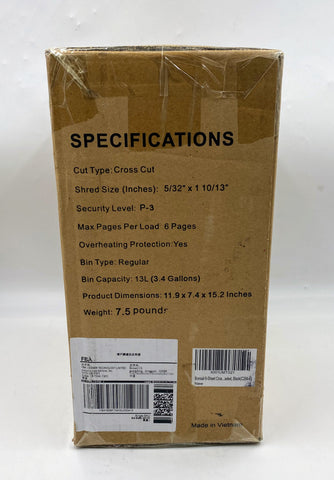 SPECIFICATIONS
Cut Type: Cross Cut
Shred Size (Inches): 5/32" x 1 10/13"
Security Level: P-3
Max Pages Per Load: 6 Pages
Overheating Protection: Yes
Bin Type: Regular
Bin Capacity: 13L (3.4 Gallons)
Product Dimensions: 11.9 x 7.4 x 15.2 Inches
Weight: 7.5 pounds
FBA
New
Made in Vietnam